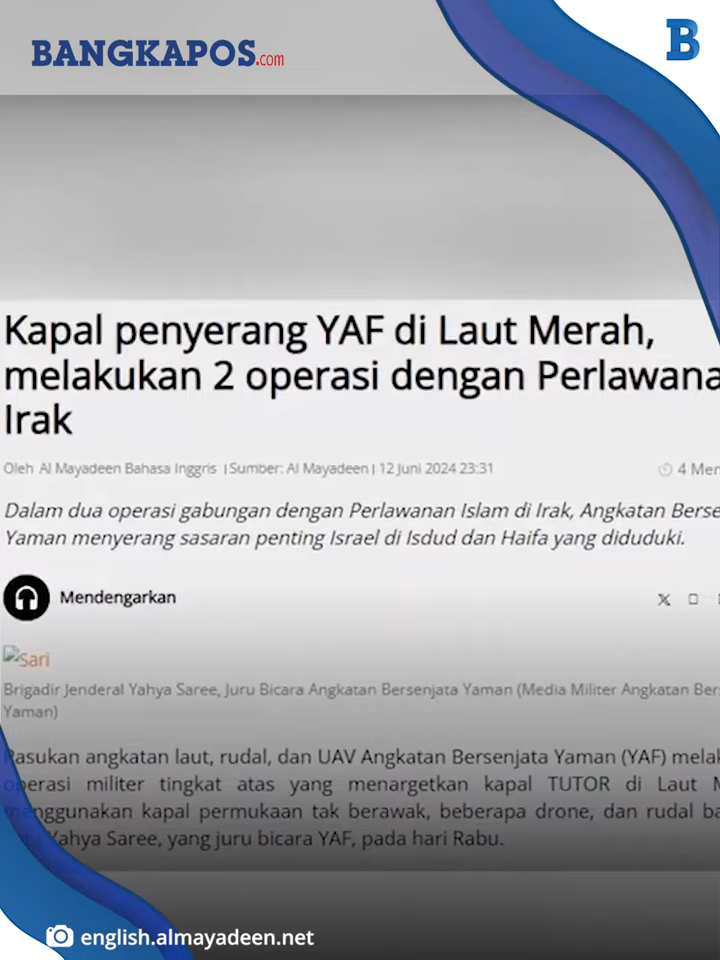 BANGKAPOS.com
B
Kapal penyerang YAF di Laut Merah,
melakukan 2 operasi dengan Perlawana
Irak
Oleh Al Mayadeen Bahasa Inggris | Sumber: Al Mayadeen | 12 Juni 2024 23:31
4 Men
Dalam dua operasi gabungan dengan Perlawanan Islam di Irak, Angkatan Berse
Yaman menyerang sasaran penting Israel di Isdud dan Haifa yang diduduki.
Mendengarkan
Sari
Brigadir Jenderal Yahya Saree, Juru Bicara Angkatan Bersenjata Yaman (Media Militer Angkatan Ber
Yaman)
Pasukan angkatan laut, rudal, dan UAV Angkatan Bersenjata Yaman (YAF) mela
operasi militer tingkat atas yang menargetkan kapal TUTOR di Laut
menggunakan kapal permukaan tak berawak, beberapa drone, dan rudal ba
Yahya Saree, yang juru bicara YAF, pada hari Rabu.
english.almayadeen.net